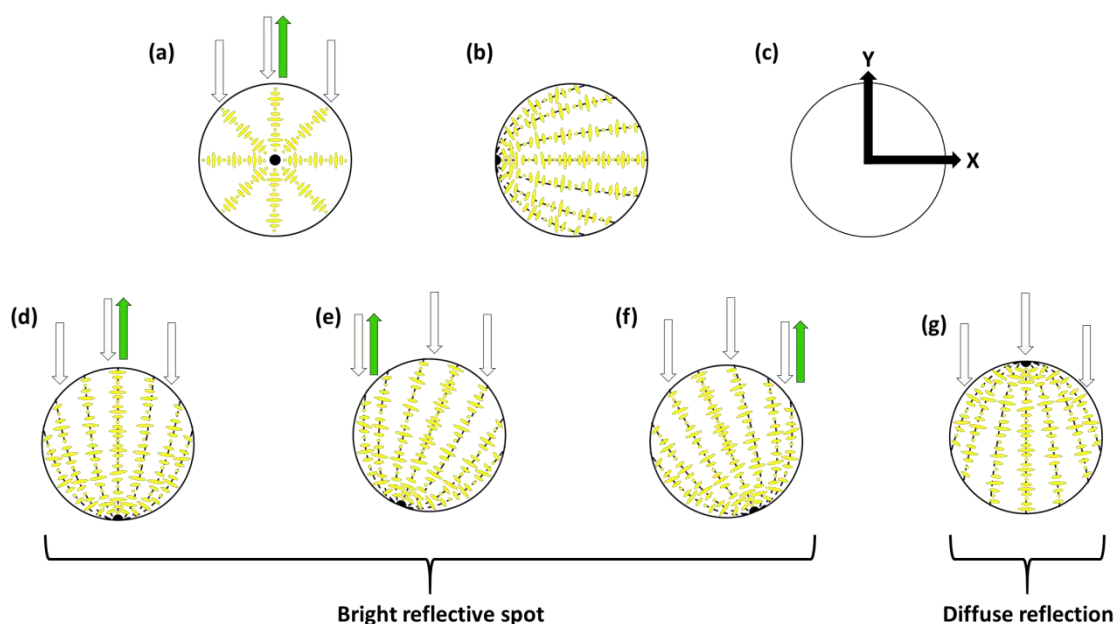 (a)
(b)
(c)
Y
X
(d)
(e)
(f)
(g)
Bright reflective spot
Diffuse reflection